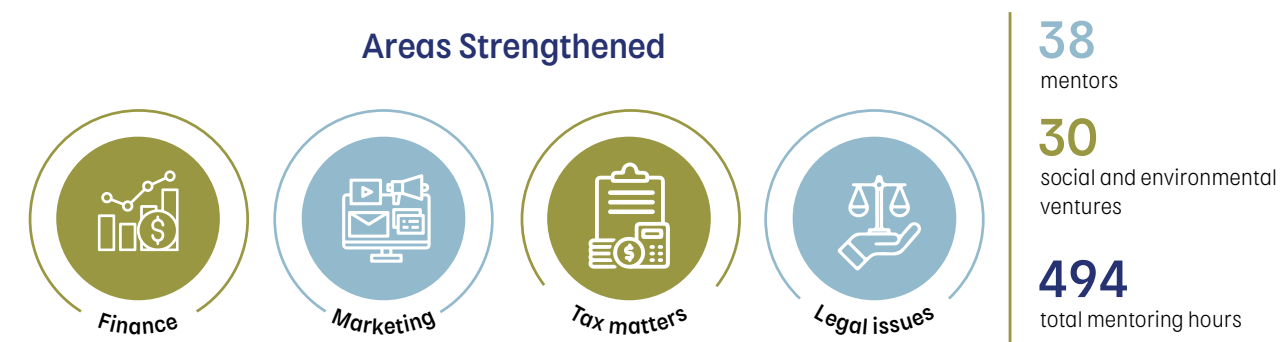 Areas Strengthened
Finance
Marketing
Tax matters
Legal issues
38
mentors
30
social and environmental
ventures
494
total mentoring hours